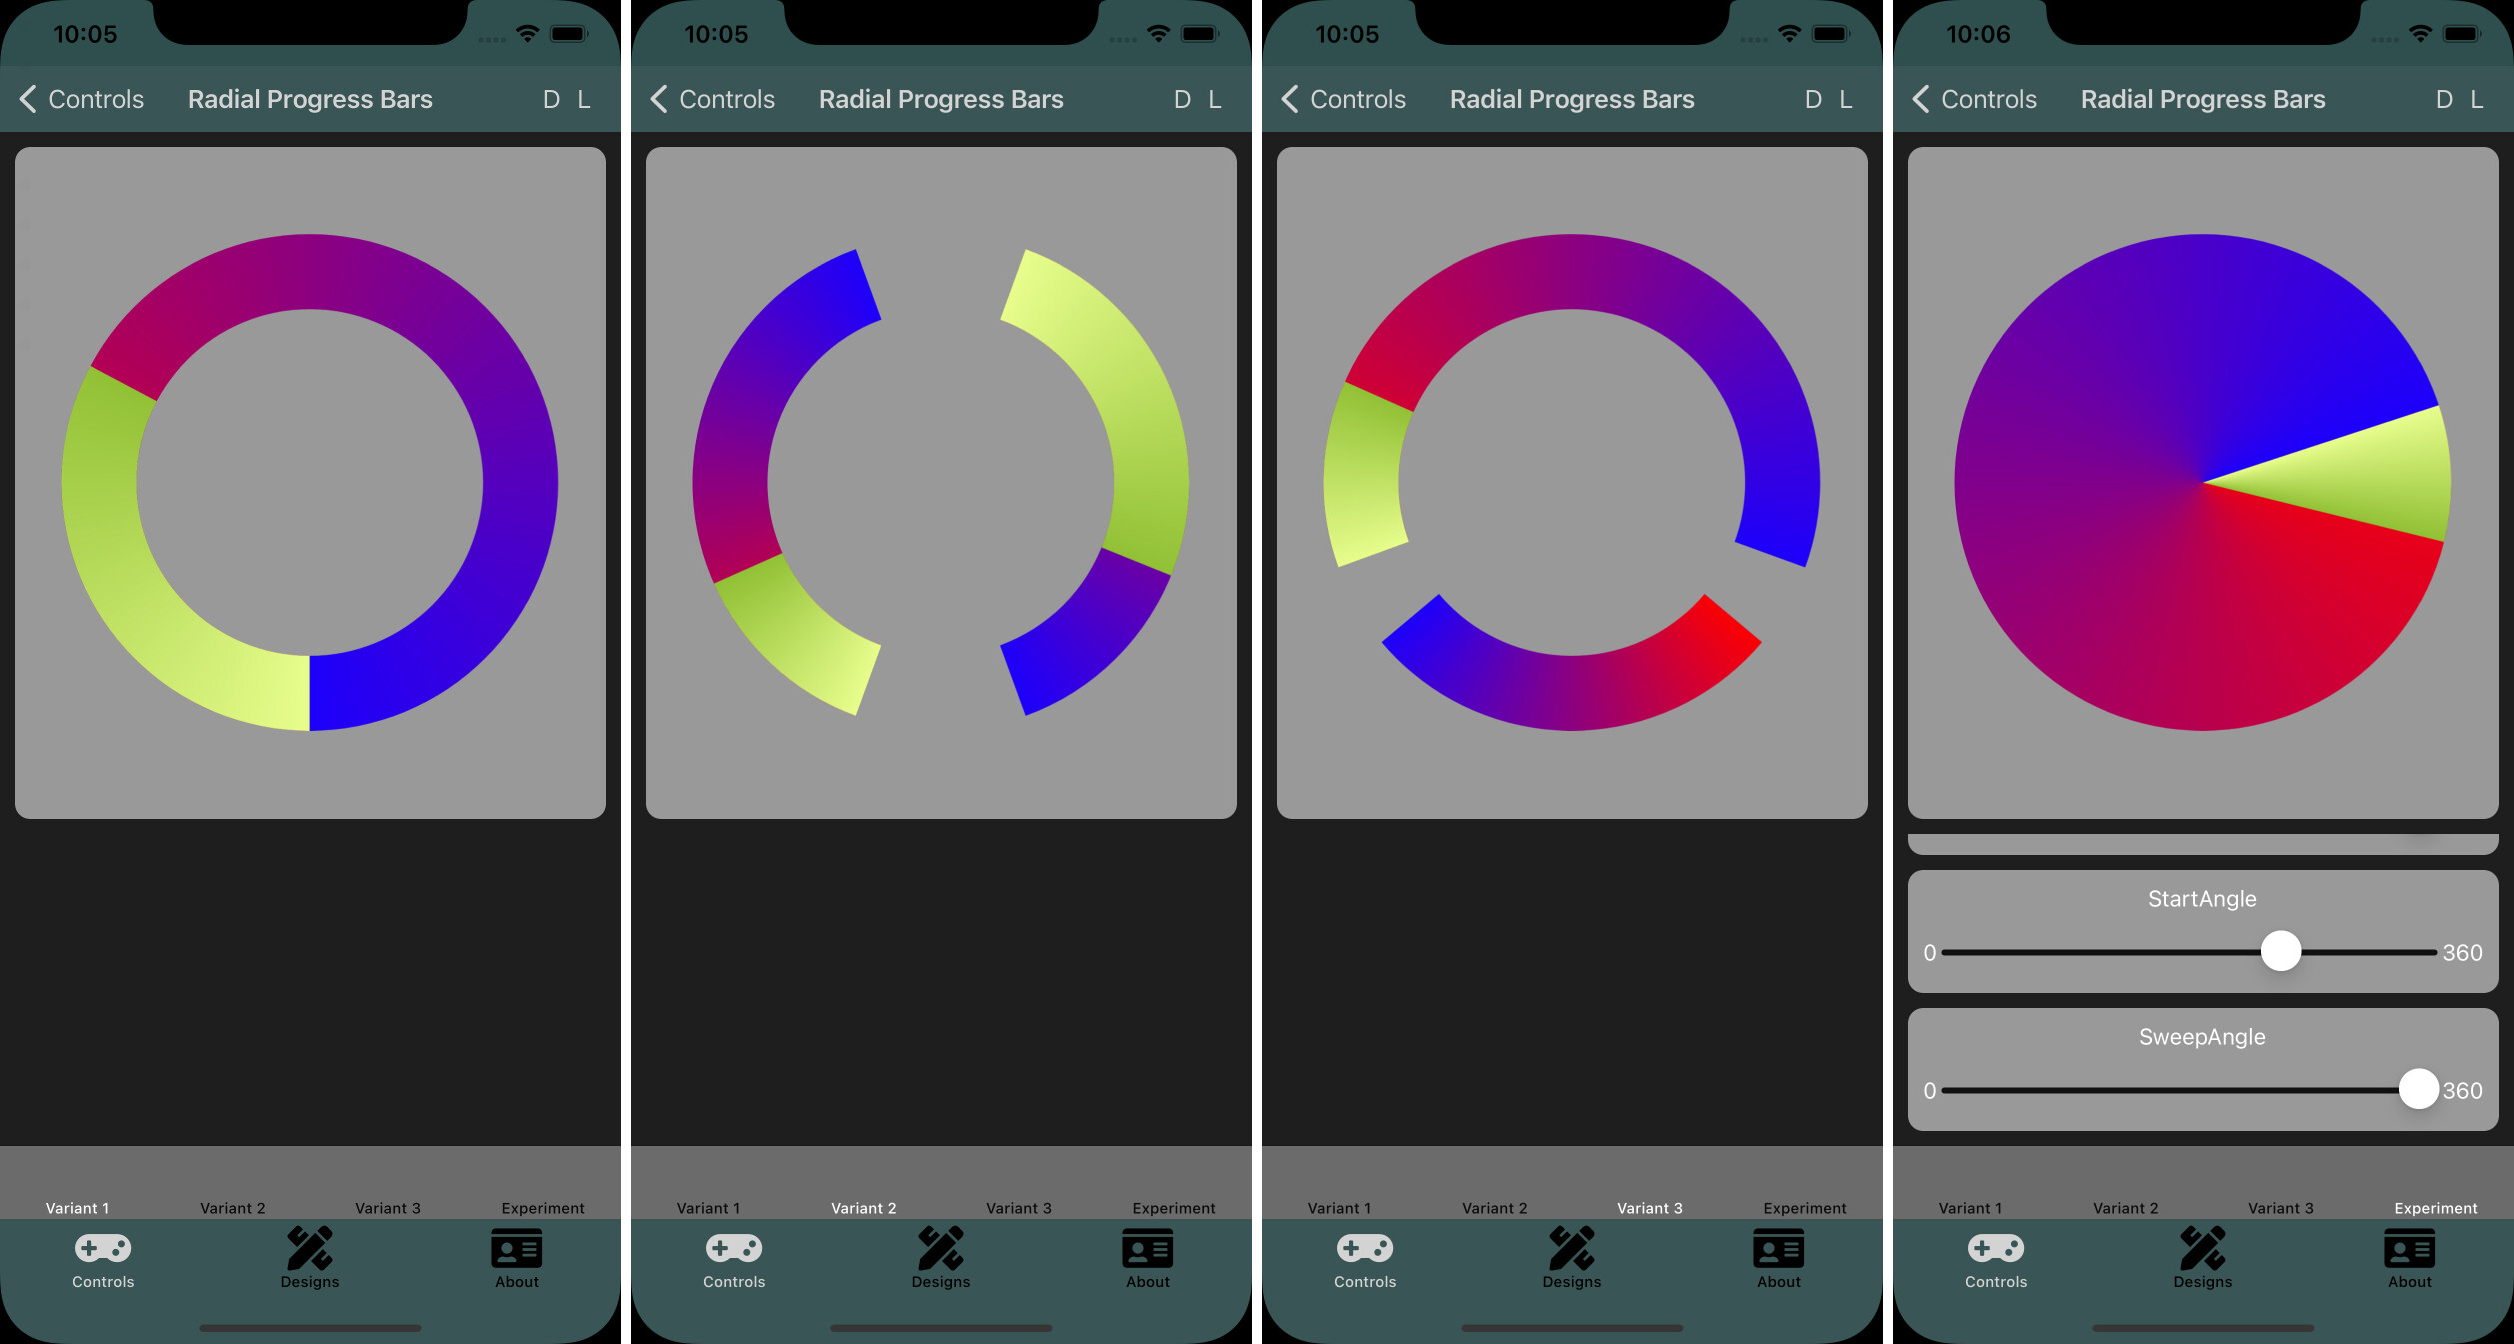 10:05
Controls
Radial Progress Bars
D L
Variant 1
Variant 2
Variant 3
Experiment
Controls
Designs
About
10:05
Controls
Radial Progress Bars
D L
Variant 1
Variant 2
Variant 3
Experiment
Controls
Designs
About
10:05
Controls
Radial Progress Bars
D L
Variant 1
Variant 2
Variant 3
Experiment
Controls
Designs
About
10:06
Controls
Radial Progress Bars
D L
StartAngle
0
360
SweepAngle
0
360
Variant 1
Variant 2
Variant 3
Experiment
Controls
Designs
About